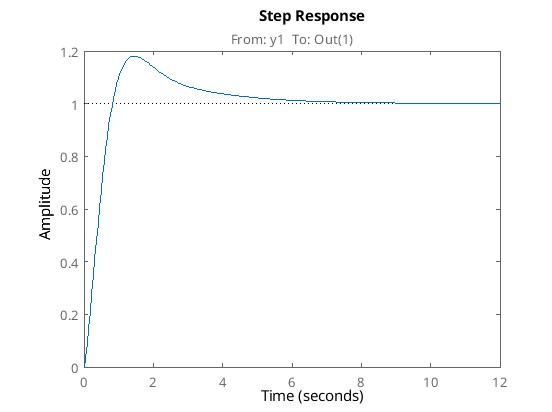 Step Response
From: y1 To: Out(1)
1.2
1
0.8
0.6
0.4
0.2
0
Amplitude
0 2 4 6 8 10 12
Time (seconds)